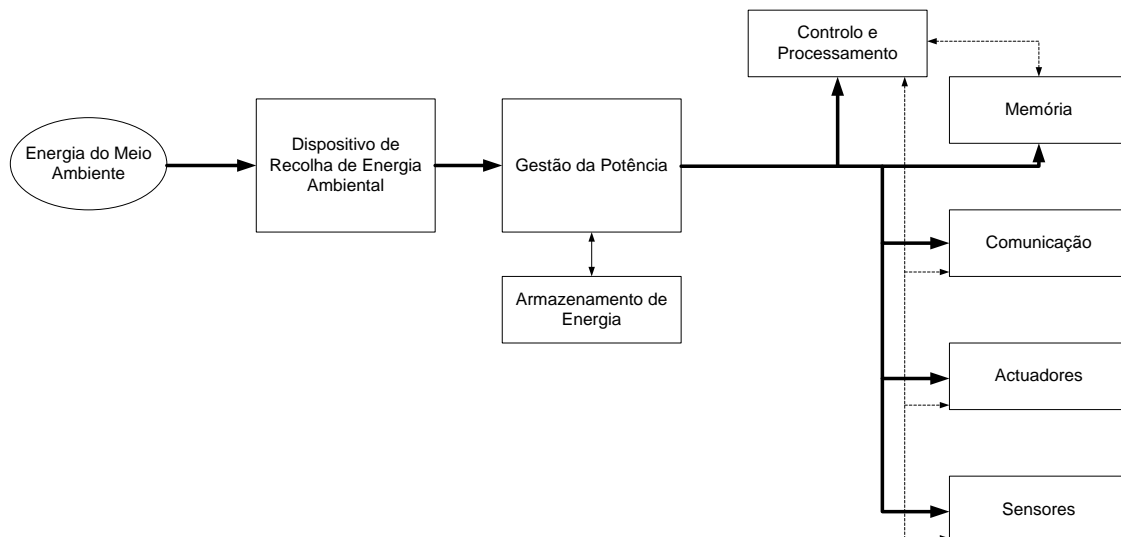 Controlo e
Processamento
Memória
Energia do Meio
Ambiente
Dispositivo de
Recolha de Energia
Ambiental
Gestão da Potência
Comunicação
Armazenamento de
Energia
Actuadores
Sensores